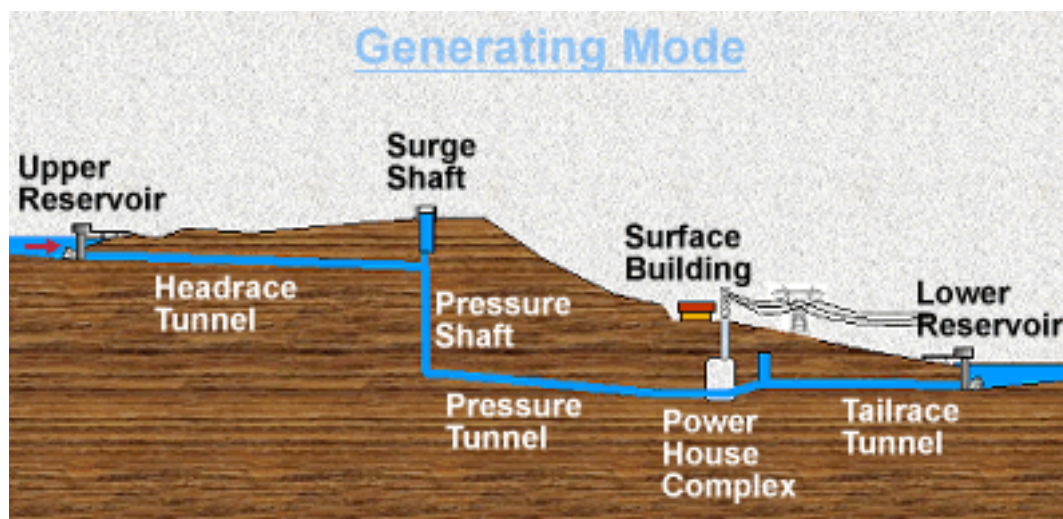 Generating Mode
Upper
Reservoir
Surge
Shaft
Surface
Building
Lower
Reservoir
Headrace
Tunnel
Pressure
Shaft
Pressure
Tunnel
Power
House
Complex
Tailrace
Tunnel